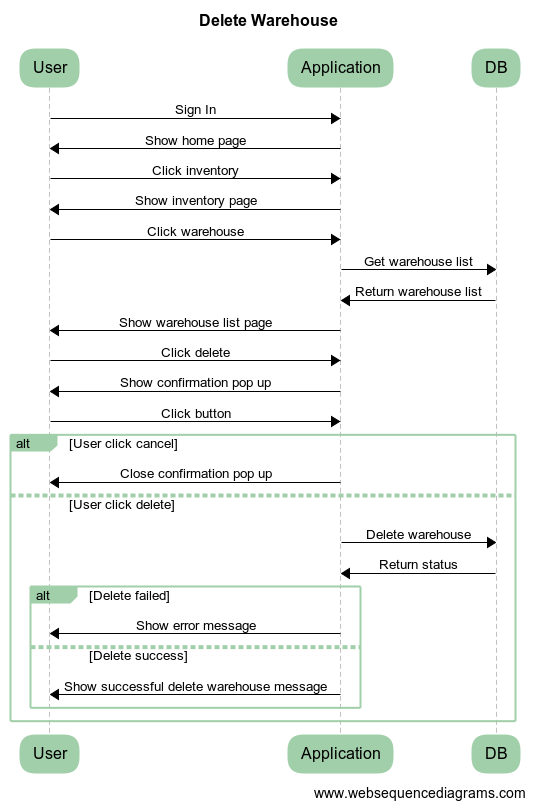 Delete Warehouse
User Application DB
Sign In
Show home page
Click inventory
Show inventory page
Click warehouse
Get warehouse list
Return warehouse list
Show warehouse list page
Click delete
Show confirmation pop up
Click button
alt [User click cancel]
Close confirmation pop up
[User click delete]
Delete warehouse
Return status
alt [Delete failed]
Show error message
[Delete success]
Show successful delete warehouse message
User Application DB
www.websequencediagrams.com